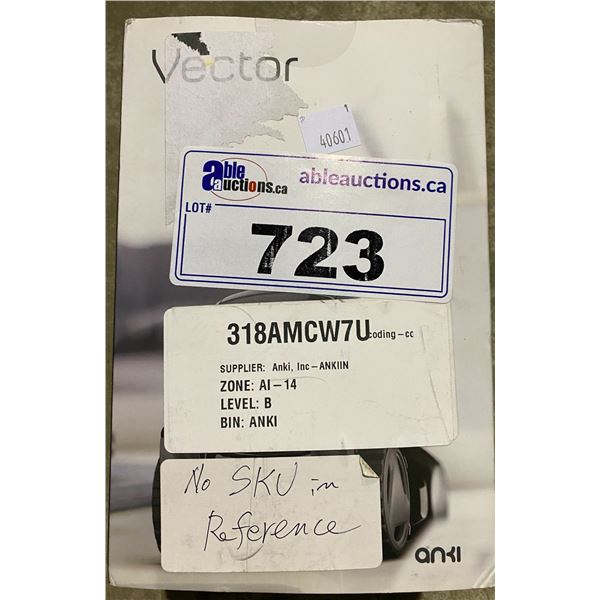 Vector
P 1
40601
able auctions.ca
ableauctions.ca
LOT#
723
318AMCW7U coding-cc
SUPPLIER: Anki, Inc-ANKIIN
ZONE: AI-14
LEVEL: B
BIN: ANKI
No SKU in
Reference
anki